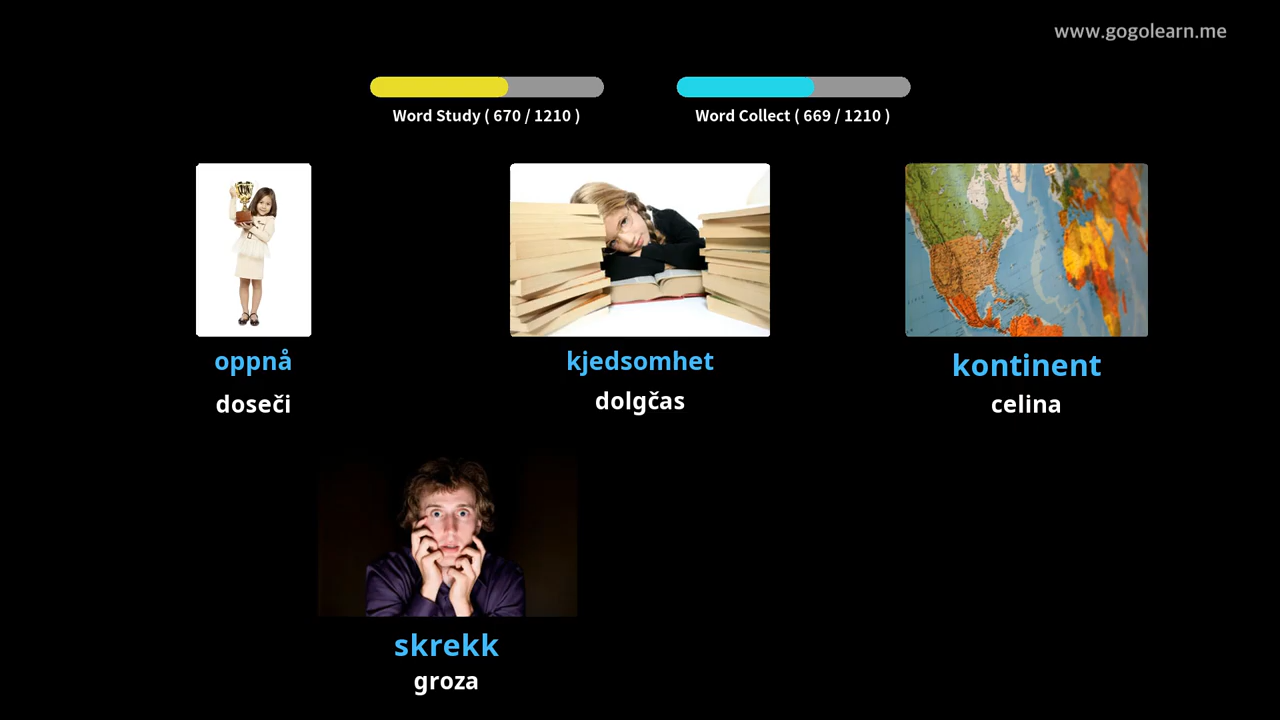 www.gogolearn.me
Word Study ( 670 / 1210 )
Word Collect ( 669 / 1210 )
oppnå
kjedsomhet
kontinent
doseči
dolgčas
celina
skrekk
groza